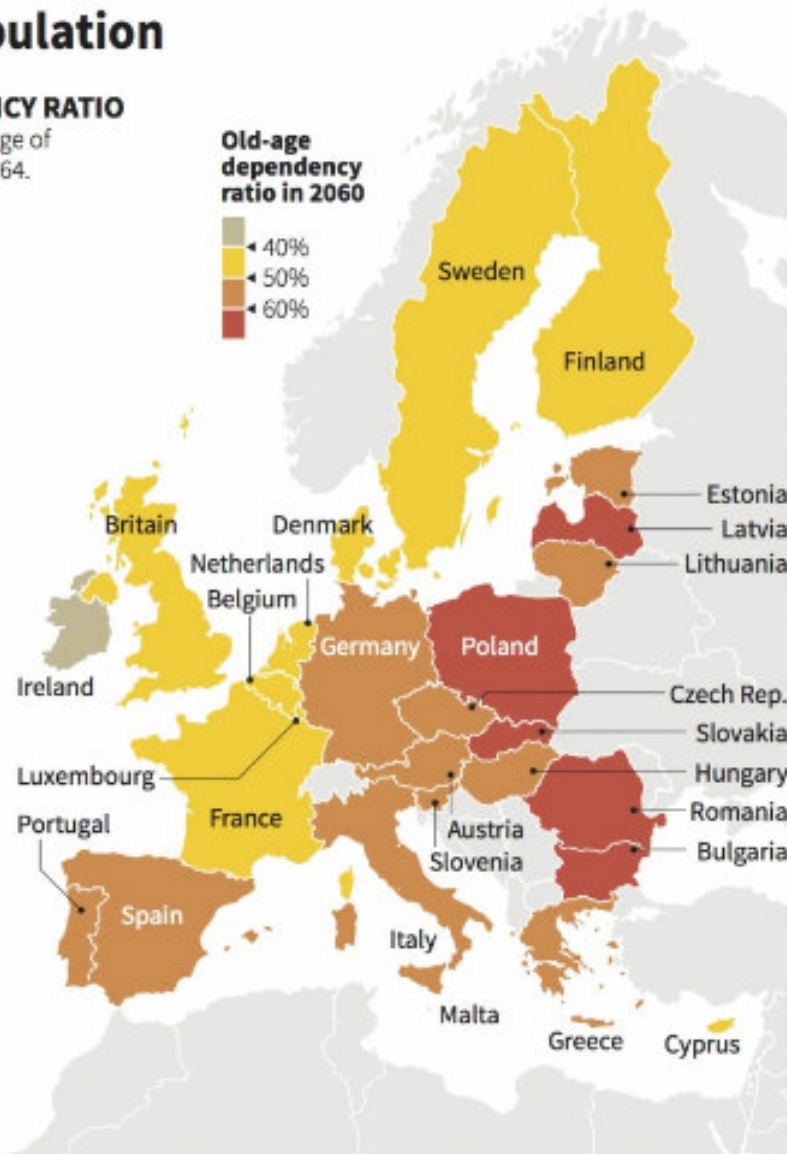 pulation
ICY RATIO
ge of
64.
Old-age
dependency
ratio in 2060
40%
50%
60%
Sweden
Finland
Estonia
Latvia
Lithuania
Britain
Denmark
Netherlands
Belgium
Germany
Poland
Ireland
Czech Rep.
Slovakia
Luxembourg
Hungary
Portugal
France
Romania
Austria
Bulgaria
Slovenia
Spain
Italy
Malta
Greece
Cyprus